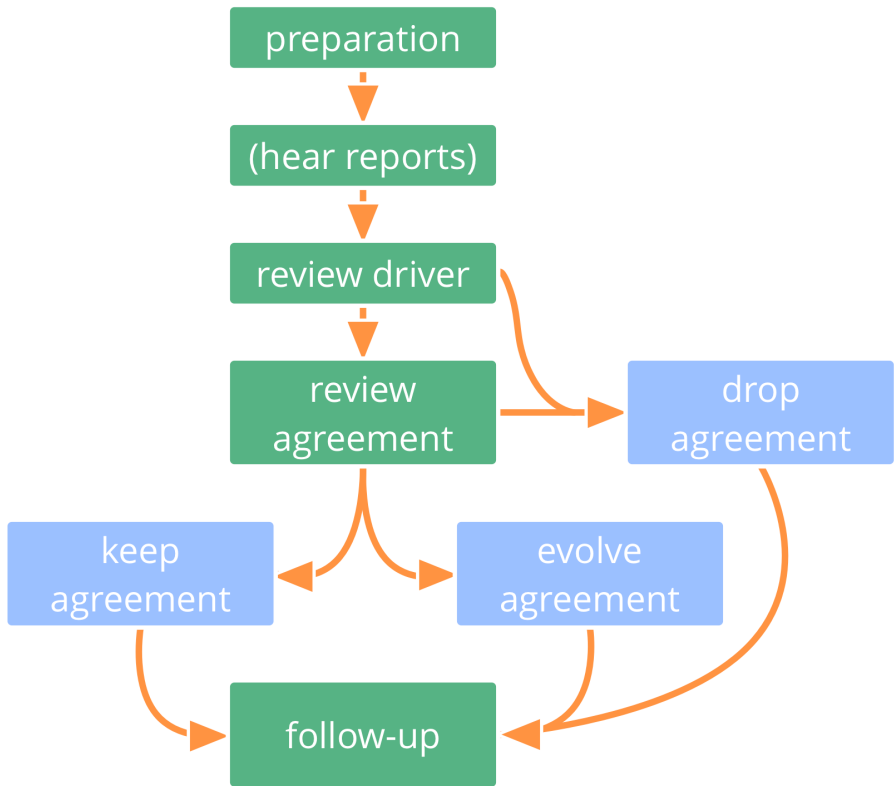 preparation
(hear reports)
review driver
review
agreement
drop
agreement
keep
agreement
evolve
agreement
follow-up